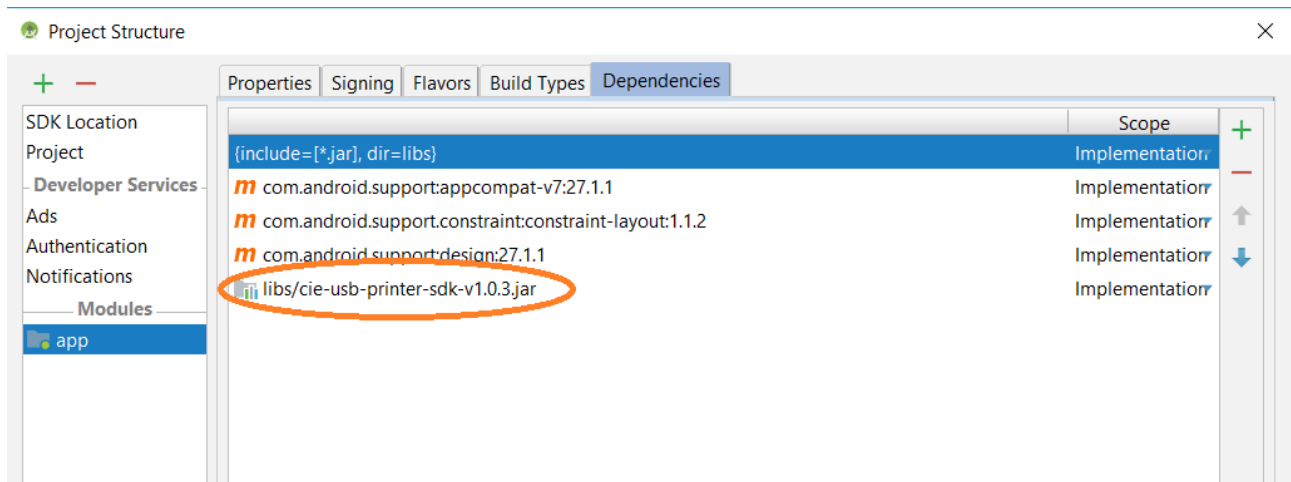 Project Structure
Properties Signing Flavors Build Types Dependencies
SDK Location
Project
Developer Services
Ads
Authentication
Notifications
Modules
app
Scope
{include=[*.jar], dir=libs} Implementation
m com.android.support:appcompat-v7:27.1.1 Implementation
m com.android.support.constraint:constraint-layout:1.1.2 Implementation
m com.android.support:design:27.1.1 Implementation
libs/cie-usb-printer-sdk-v1.0.3.jar Implementation